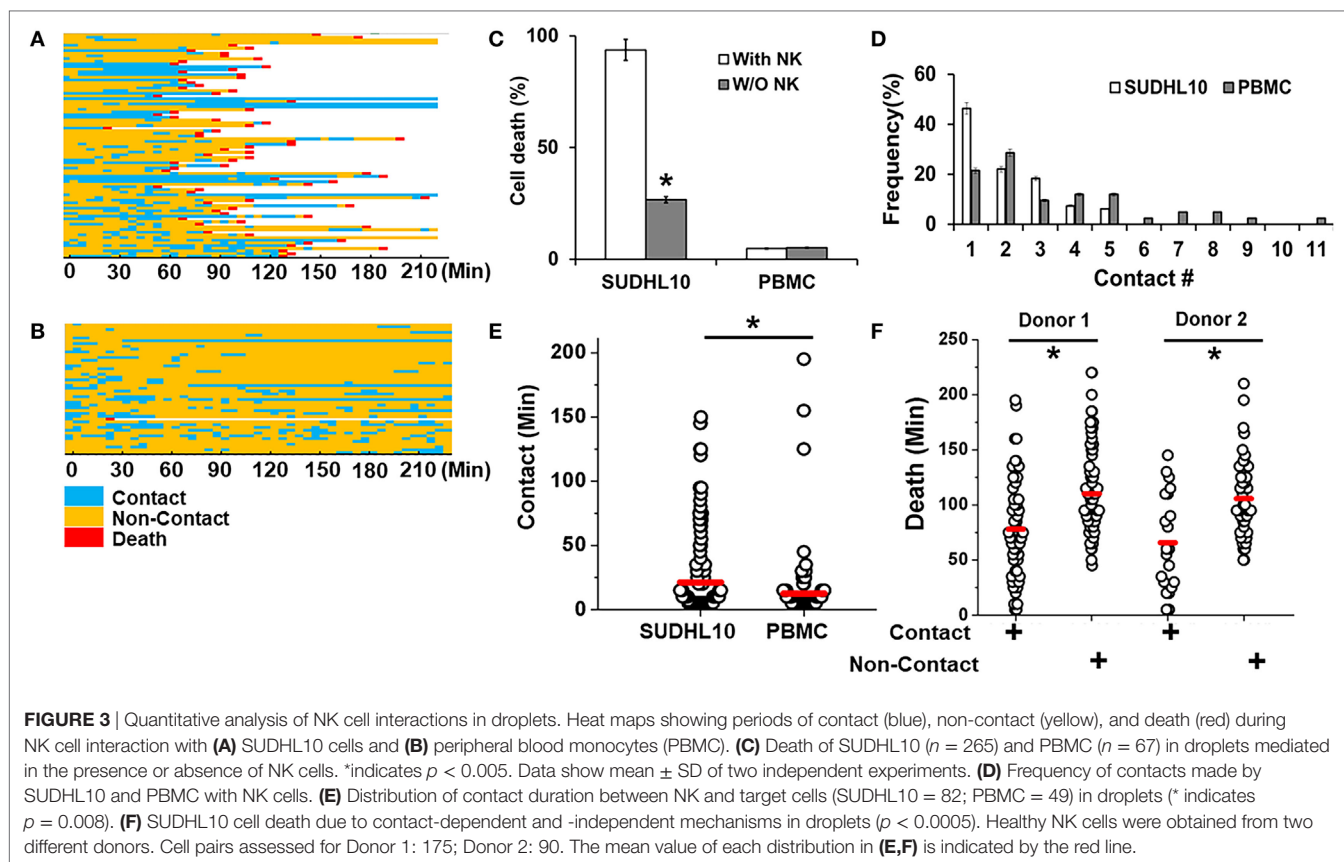 A
0 30 60 90 120 150 180 210 (Min)
B
0 30 60 90 120 150 180 210 (Min)
Contact
Non-Contact
Death
C
Cell death (%)
100
50
0
With NK
W/O NK
*
SUDHL10 PBMC
D
Frequency(%)
60
40
20
0
SUDHL10 PBMC
1 2 3 4 5 6 7 8 9 10 11
Contact #
E
Contact (Min)
200
150
100
50
0
*
SUDHL10 PBMC
F
Death (Min)
Donor 1 Donor 2
* *
250
200
150
100
50
0
Contact + +
Non-Contact + +
FIGURE 3 | Quantitative analysis of NK cell interactions in droplets. Heat maps showing periods of contact (blue), non-contact (yellow), and death (red) during
NK cell interaction with (A) SUDHL10 cells and (B) peripheral blood monocytes (PBMC). (C) Death of SUDHL10 (n = 265) and PBMC (n = 67) in droplets mediated
in the presence or absence of NK cells. *indicates p < 0.005. Data show mean ± SD of two independent experiments. (D) Frequency of contacts made by
SUDHL10 and PBMC with NK cells. (E) Distribution of contact duration between NK and target cells (SUDHL10 = 82; PBMC = 49) in droplets (* indicates
p = 0.008). (F) SUDHL10 cell death due to contact-dependent and -independent mechanisms in droplets (p < 0.0005). Healthy NK cells were obtained from two
different donors. Cell pairs assessed for Donor 1: 175; Donor 2: 90. The mean value of each distribution in (E,F) is indicated by the red line.